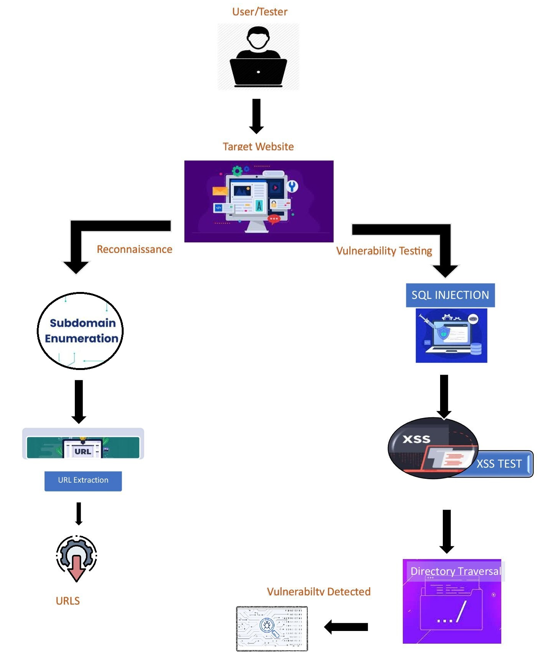 User/Tester
Target Website
Reconnaissance
Vulnerability Testing
SQL INJECTION
Subdomain
Enumeration
XSS
XSS TEST
URL
URL Extraction
URLS
Directory Traversal
.../
Vulnerabilty Detected